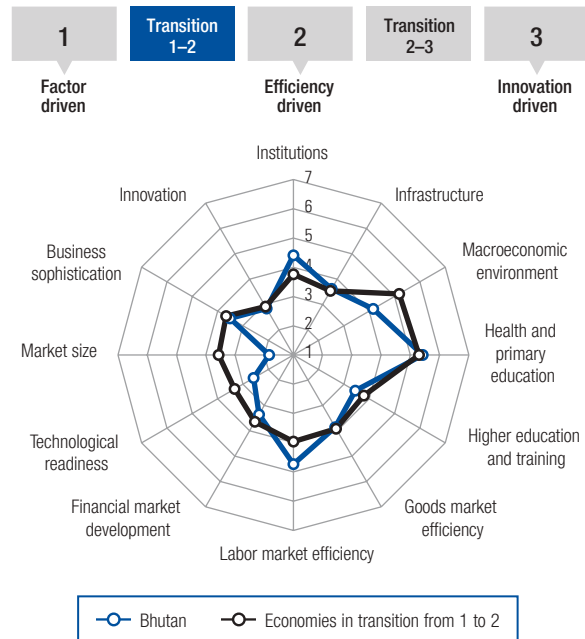 1
Transition
1–2
2
Transition
2–3
3
Factor
driven
Efficiency
driven
Innovation
driven
Institutions
Infrastructure
Macroeconomic
environment
Health and
primary
education
Higher education
and training
Goods market
efficiency
Labor market efficiency
Financial market
development
Technological
readiness
Market size
Business
sophistication
Innovation
7
6
5
4
3
2
1
Bhutan
Economies in transition from 1 to 2